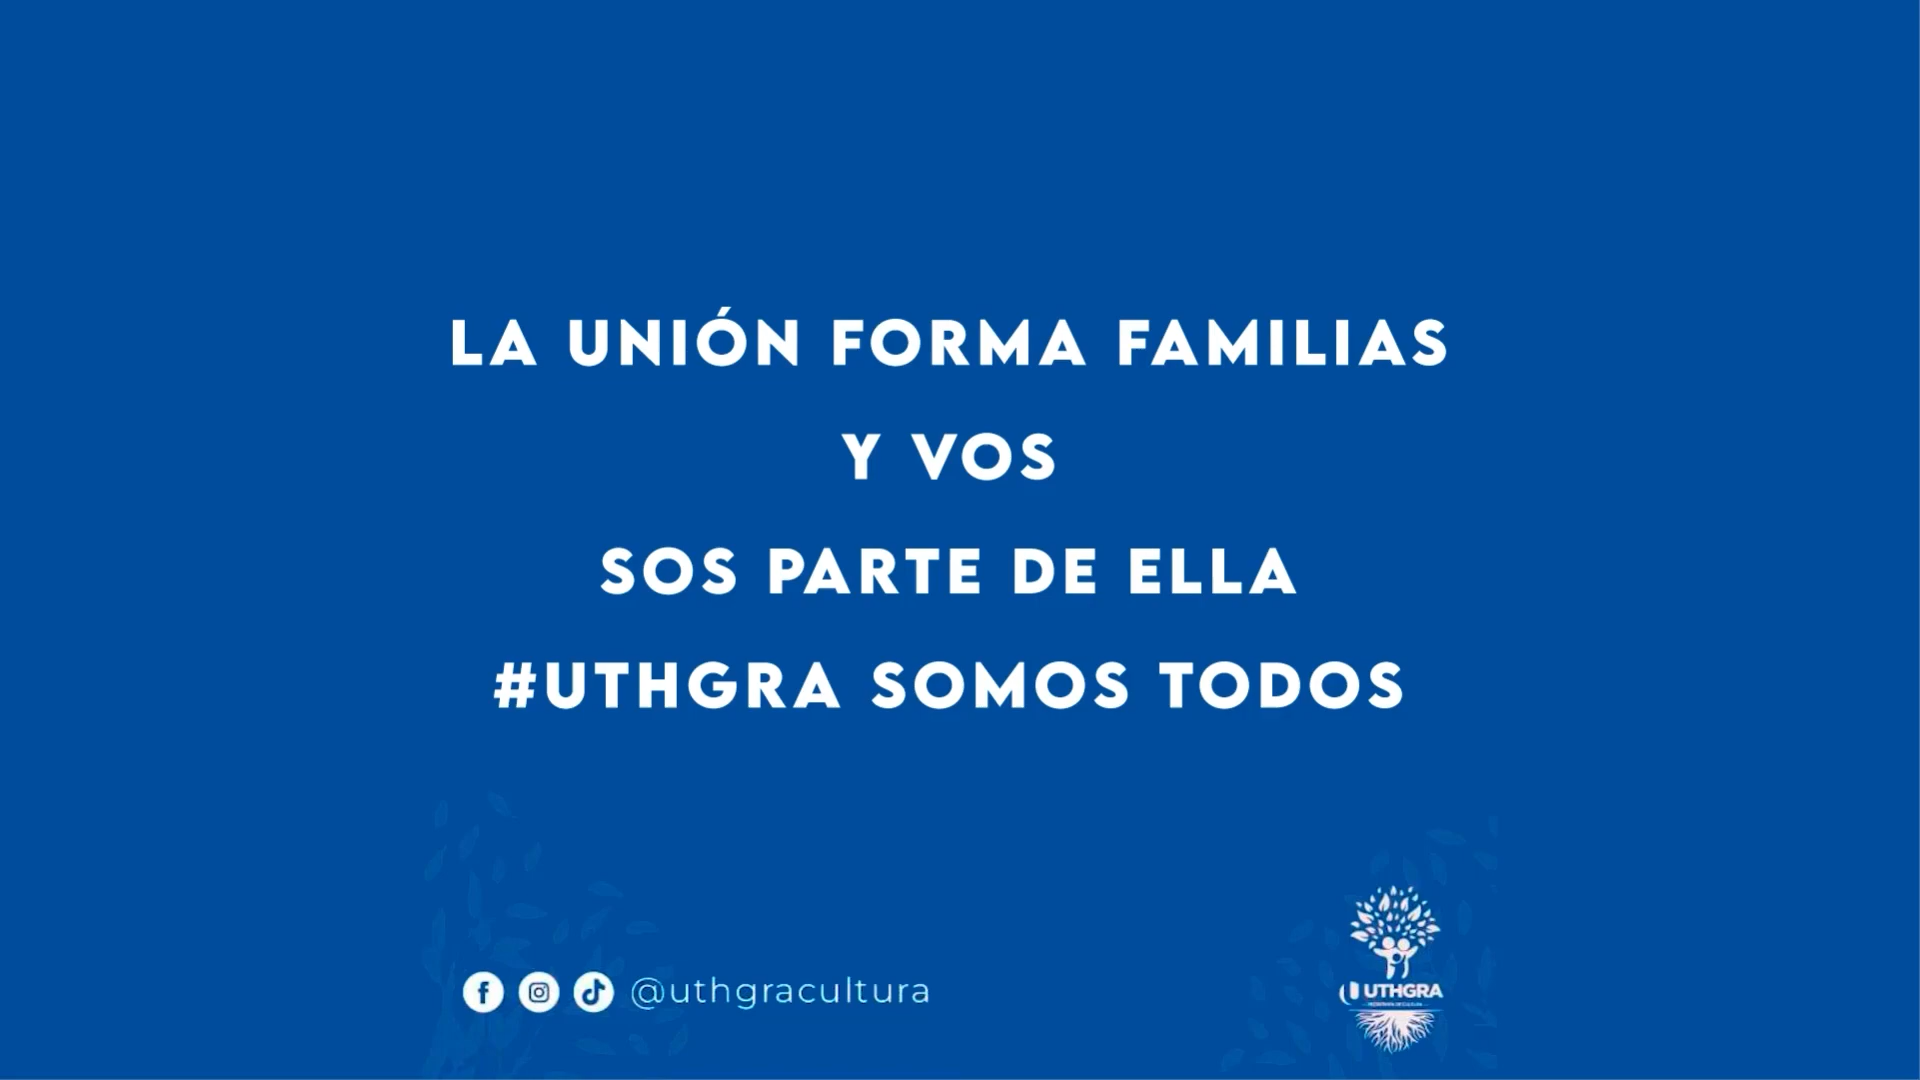 LA UNIÓN FORMA FAMILIAS
Y VOS
SOS PARTE DE ELLA
#UTHGRA SOMOS TODOS
@uthgracultura
UTHGRA